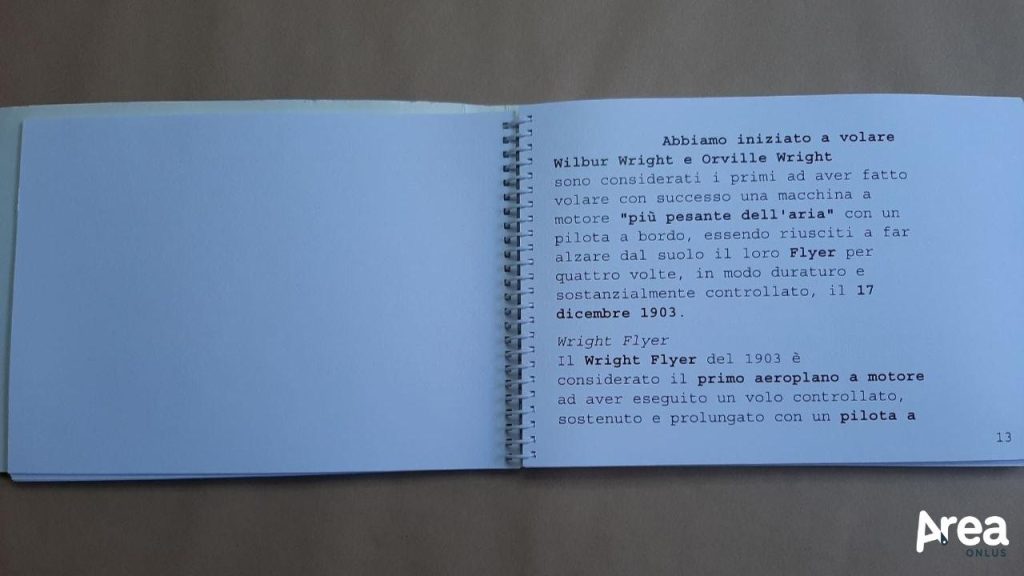 Abbiamo iniziato a volare
Wilbur Wright e Orville Wright
sono considerati i primi ad aver fatto
volare con successo una macchina a
motore "più pesante dell'aria" con un
pilota a bordo, essendo riusciti a far
alzare dal suolo il loro Flyer per
quattro volte, in modo duraturo e
sostanzialmente controllato, il 17
dicembre 1903.
Wright Flyer
Il Wright Flyer del 1903 è
considerato il primo aeroplano a motore
ad aver eseguito un volo controllato,
sostenuto e prolungato con un pilota a
13
Area
ONLUS